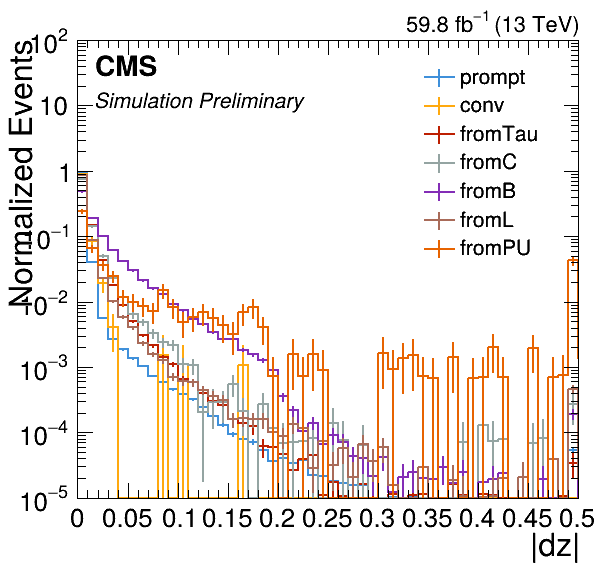 59.8 fb⁻¹ (13 TeV)
CMS
Simulation Preliminary
prompt
conv
fromTau
fromC
fromB
fromL
fromPU
Normalized Events
10²
10
1
10⁻¹
10⁻²
10⁻³
10⁻⁴
10⁻⁵
0 0.05 0.1 0.15 0.2 0.25 0.3 0.35 0.4 0.45 0.5
|dz|